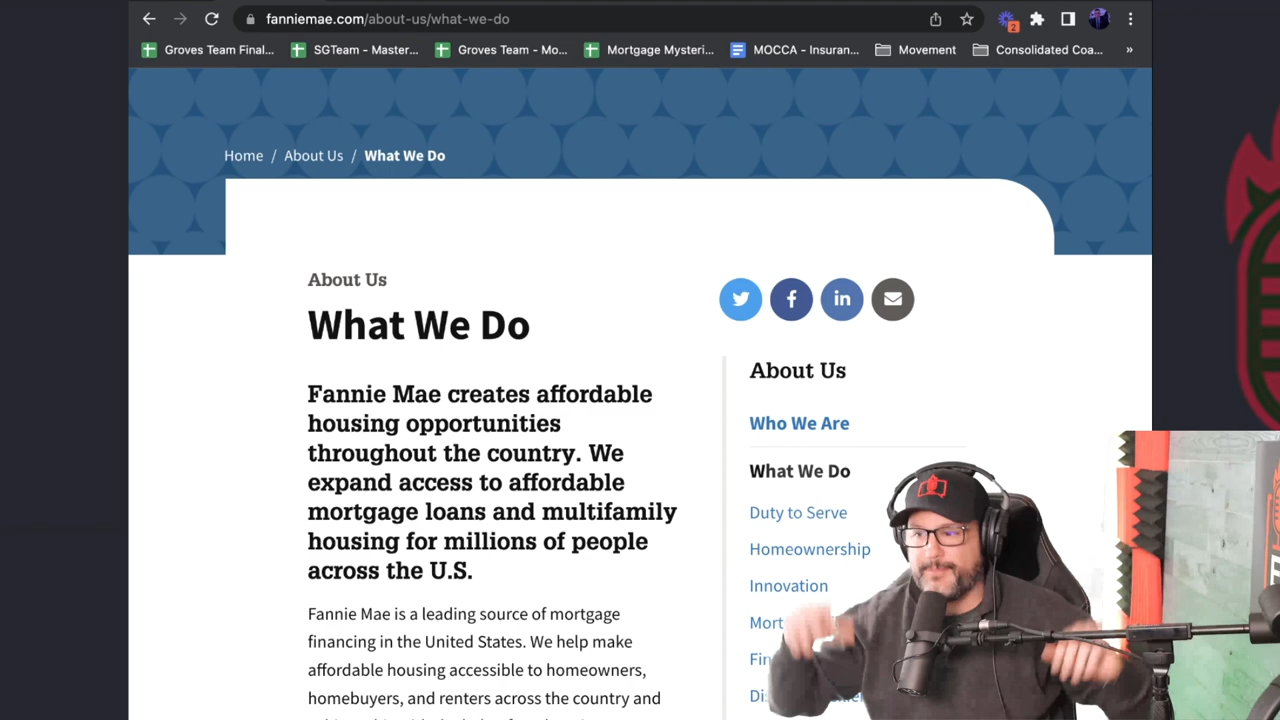 fanniemae.com/about-us/what-we-do
2
Groves Team Final...
SGTeam - Master...
Groves Team - Mo...
Mortgage Mysteri...
MOCCA - Insuran...
Movement
Consolidated Coa...
»
Home / About Us / What We Do
About Us
What We Do
Fannie Mae creates affordable
housing opportunities
throughout the country. We
expand access to affordable
mortgage loans and multifamily
housing for millions of people
across the U.S.
Fannie Mae is a leading source of mortgage
financing in the United States. We help make
affordable housing accessible to homeowners,
homebuyers, and renters across the country and
About Us
Who We Are
What We Do
Duty to Serve
Homeownership
Innovation